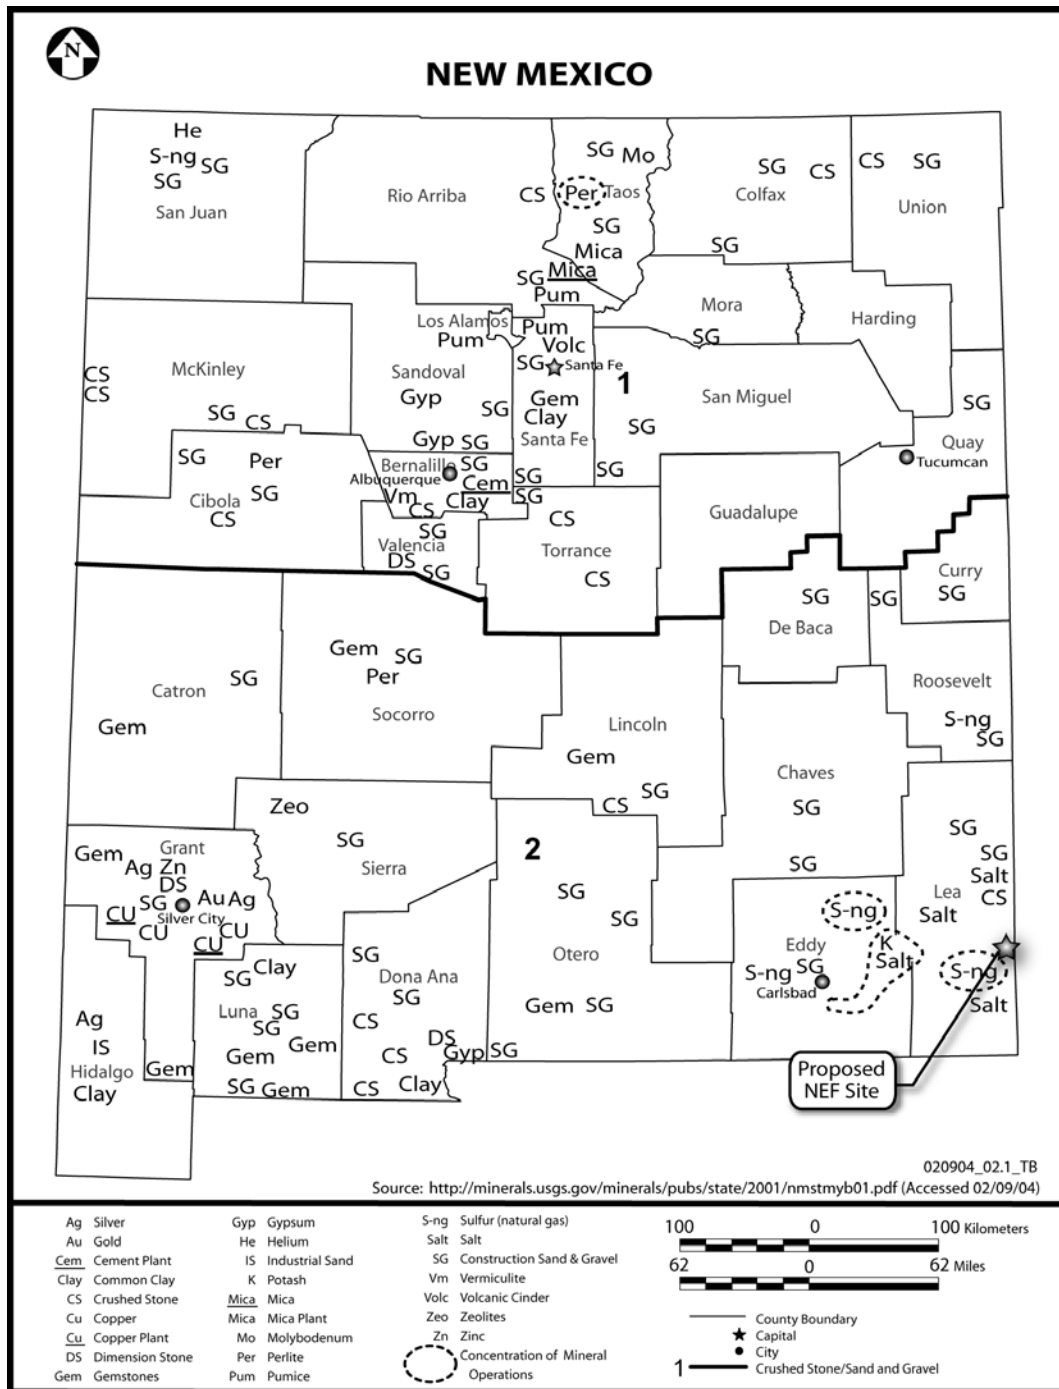 N
NEW MEXICO
He
S-ng SG
SG
San Juan
Rio Arriba
CS
SG Mo
Per Taos
SG
Mica
SG Mica
Pum
SG CS
Colfax
SG
CS SG
Union
Mora
SG
Harding
Los Alamos
Pum
Pum
Volc
SG Santa Fe
Gem
Clay
Santa Fe
SG
1
San Miguel
SG
SG
McKinley
CS
CS
SG CS
Sandoval
Gyp
SG
Gyp SG
SG
Quay
Tucumcan
SG Per
SG
Cibola
CS
Bernalillo SG
Albuquerque
Cem
Vm Clay
CS
SG
SG
Valencia
DS
SG
CS
Torrance
CS
Guadalupe
Curry
SG
SG
De Baca
SG
Catron
SG
Gem
Gem SG
Per
Socorro
Lincoln
Gem
SG
CS
Roosevelt
S-ng
SG
Chaves
SG
SG
Zeo
SG
Sierra
2
SG
SG
Otero
Gem SG
SG
Grant
Gem
Ag Zn
DS
SG
Au Ag
Silver City
CU
CU
CU
CU
SG
SG
Salt
Lea CS
Salt
S-ng
Salt
S-ng
Eddy
S-ng SG
Carlsbad
K
Salt
Clay
SG
Luna SG
SG
Gem
Gem
SG Gem
SG
Dona Ana
SG
CS
CS
DS
Gyp
CS
Clay
Ag
IS
Hidalgo
Clay
Gem
Proposed
NEF Site
020904_02.1_TB
Source: http://minerals.usgs.gov/minerals/pubs/state/2001/nmstmyb01.pdf (Accessed 02/09/04)
Ag Silver
Au Gold
Cem Cement Plant
Clay Common Clay
CS Crushed Stone
Cu Copper
Cu Copper Plant
DS Dimension Stone
Gem Gemstones
Gyp Gypsum
He Helium
IS Industrial Sand
K Potash
Mica Mica
Mica Mica Plant
Mo Molybodenum
Per Perlite
Pum Pumice
S-ng Sulfur (natural gas)
Salt Salt
SG Construction Sand & Gravel
Vm Vermiculite
Volc Volcanic Cinder
Zeo Zeolites
Zn Zinc
Concentration of Mineral
Operations
100 0 100 Kilometers
62 0 62 Miles
County Boundary
Capital
City
1 Crushed Stone/Sand and Gravel